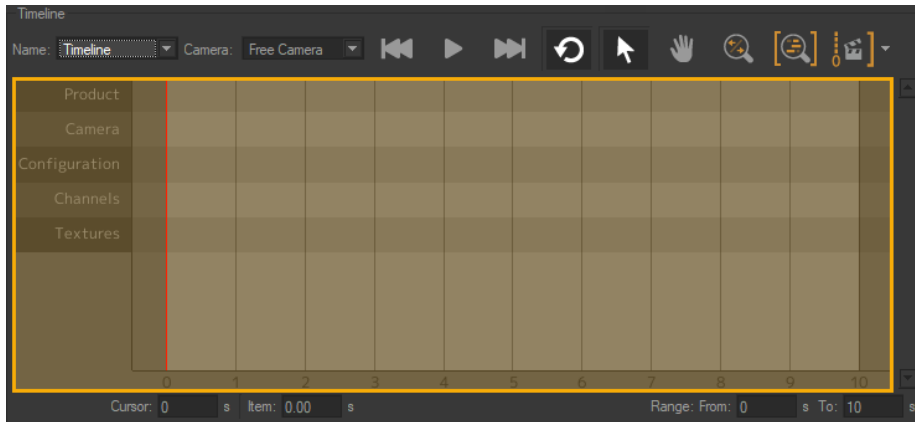 Timeline
Name: Timeline Camera: Free Camera
Product
Camera
Configuration
Channels
Textures
0 1 2 3 4 5 6 7 8 9 10
Cursor: 0 s Item: 0.00 s Range: From: 0 s To: 10 s